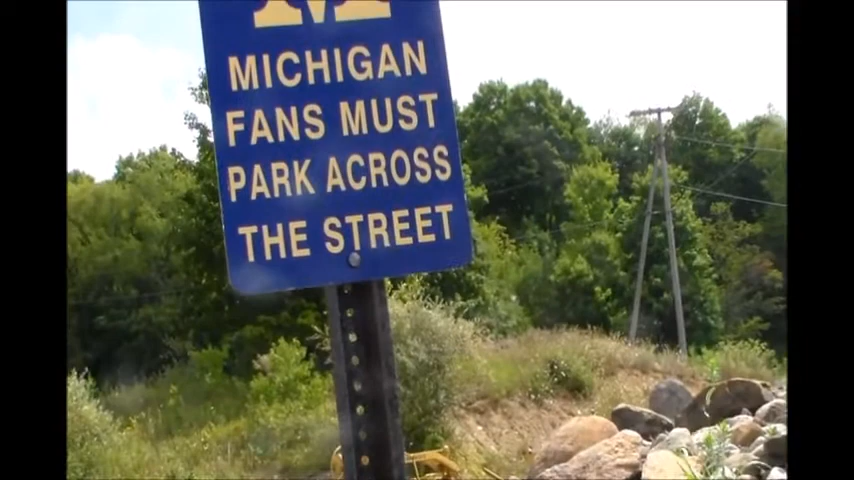 M
MICHIGAN
FANS MUST
PARK ACROSS
THE STREET